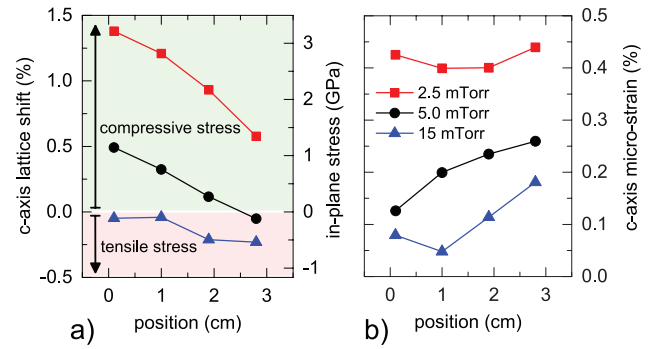 1.5
1.0
0.5
0.0
-0.5
c-axis lattice shift (%)
compressive stress
tensile stress
3
2
1
0
-1
in-plane stress (GPa)
0 1 2 3
position (cm)
a)
2.5 mTorr
5.0 mTorr
15 mTorr
0.5
0.4
0.3
0.2
0.1
0.0
c-axis micro-strain (%)
0 1 2 3
position (cm)
b)